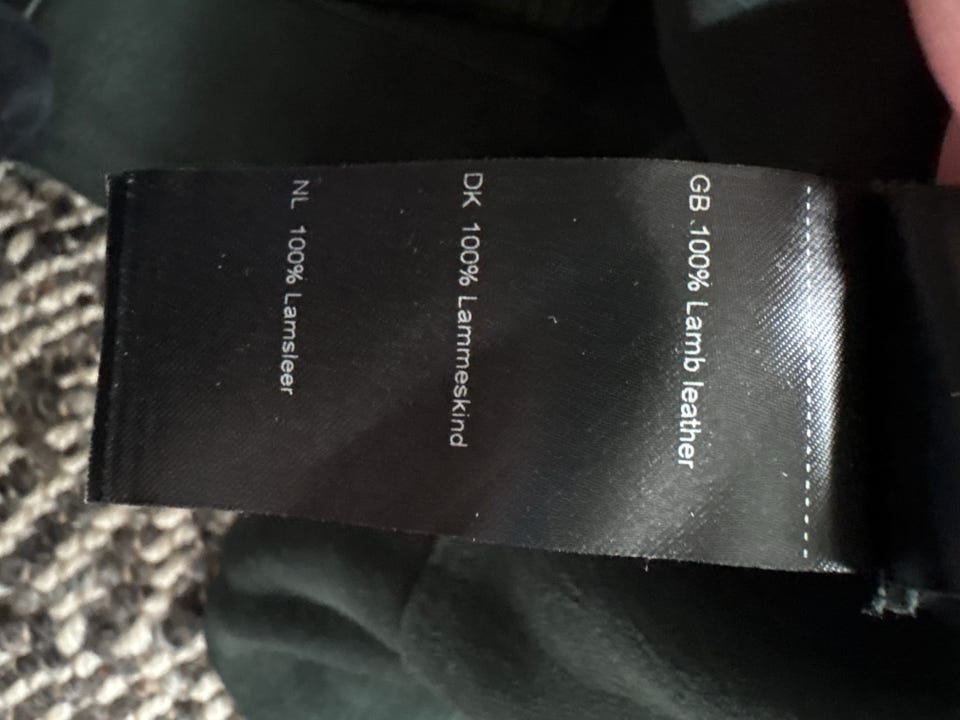 GB 100% Lamb leather
DK 100% Lammeskind
NL 100% Lamsleer